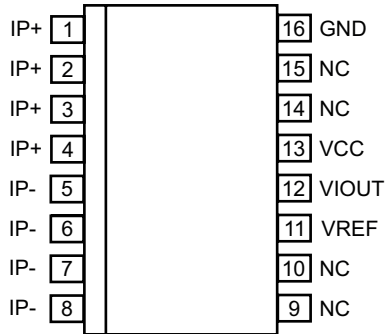 IP+ 1 16 GND
IP+ 2 15 NC
IP+ 3 14 NC
IP+ 4 13 VCC
IP- 5 12 VIOUT
IP- 6 11 VREF
IP- 7 10 NC
IP- 8 9 NC